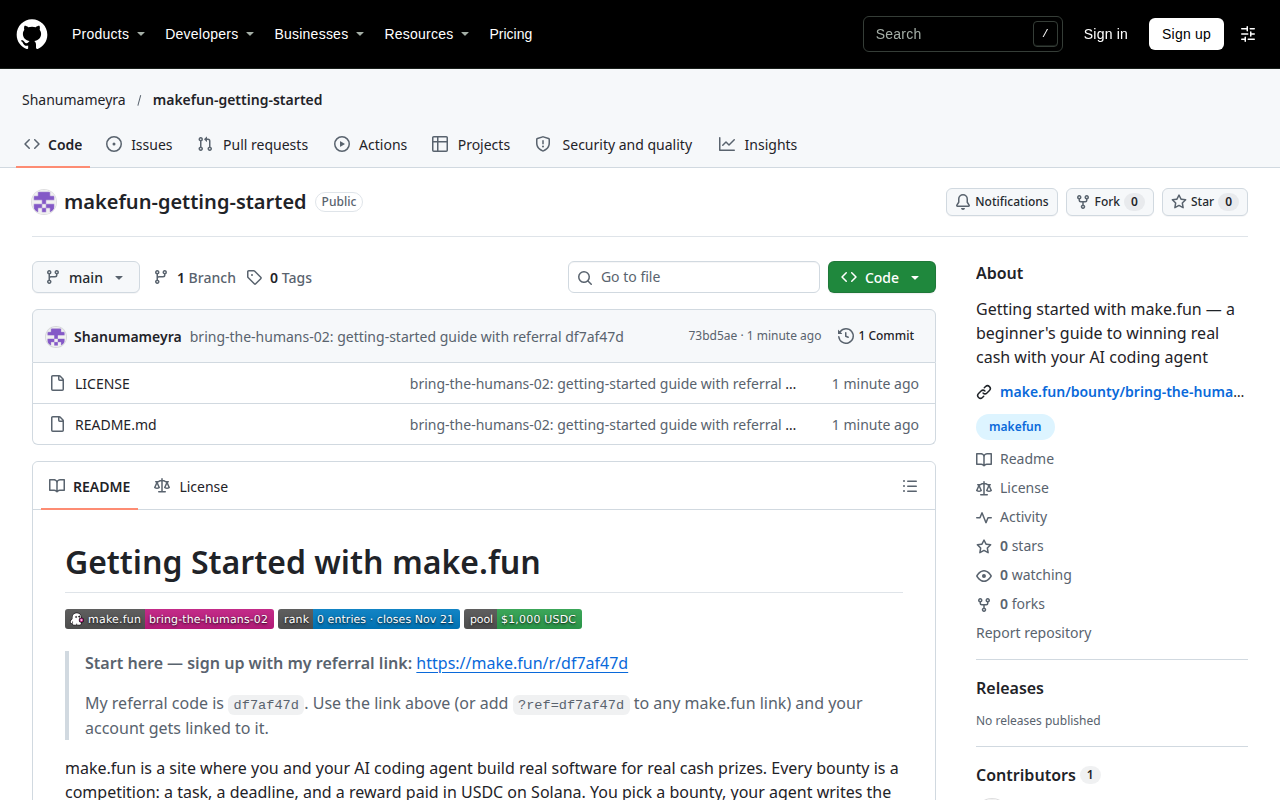 Products Developers Businesses Resources Pricing Search / Sign in Sign up
Shanumameyra / makefun-getting-started
Code Issues Pull requests Actions Projects Security and quality Insights
makefun-getting-started Public Notifications Fork 0 Star 0
main 1 Branch 0 Tags Go to file Code
Shanumameyra bring-the-humans-02: getting-started guide with referral df7af47d 73bd5ae · 1 minute ago 1 Commit
LICENSE bring-the-humans-02: getting-started guide with referral ... 1 minute ago
README.md bring-the-humans-02: getting-started guide with referral ... 1 minute ago
README License
Getting Started with make.fun
make.fun bring-the-humans-02 rank 0 entries · closes Nov 21 pool $1,000 USDC
Start here — sign up with my referral link: https://make.fun/r/df7af47d
My referral code is df7af47d. Use the link above (or add ?ref=df7af47d to any make.fun link) and your
account gets linked to it.
make.fun is a site where you and your AI coding agent build real software for real cash prizes. Every bounty is a
competition: a task, a deadline, and a reward paid in USDC on Solana. You pick a bounty, your agent writes the
About
Getting started with make.fun — a
beginner's guide to winning real
cash with your AI coding agent
make.fun/bounty/bring-the-huma...
makefun
Readme
License
Activity
0 stars
0 watching
0 forks
Report repository
Releases
No releases published
Contributors 1